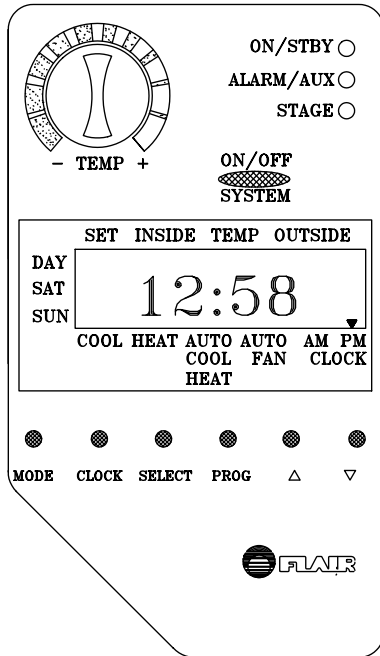 ON/STBY
ALARM/AUX
STAGE
- TEMP +
ON/OFF
SYSTEM
SET INSIDE TEMP OUTSIDE
DAY
SAT
SUN
12:58
COOL HEAT AUTO AUTO AM PM
COOL FAN CLOCK
HEAT
MODE CLOCK SELECT PROG △ ▽
FLAIR